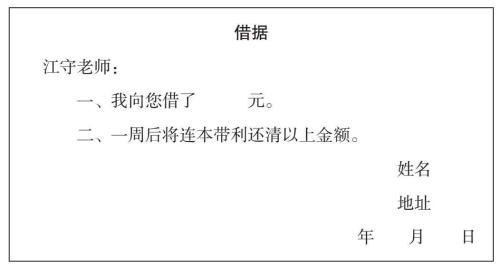 借据
江守老师：
一、我向您借了　　　元。
二、一周后将连本带利还清以上金额。
姓名
地址
年　　月　　日